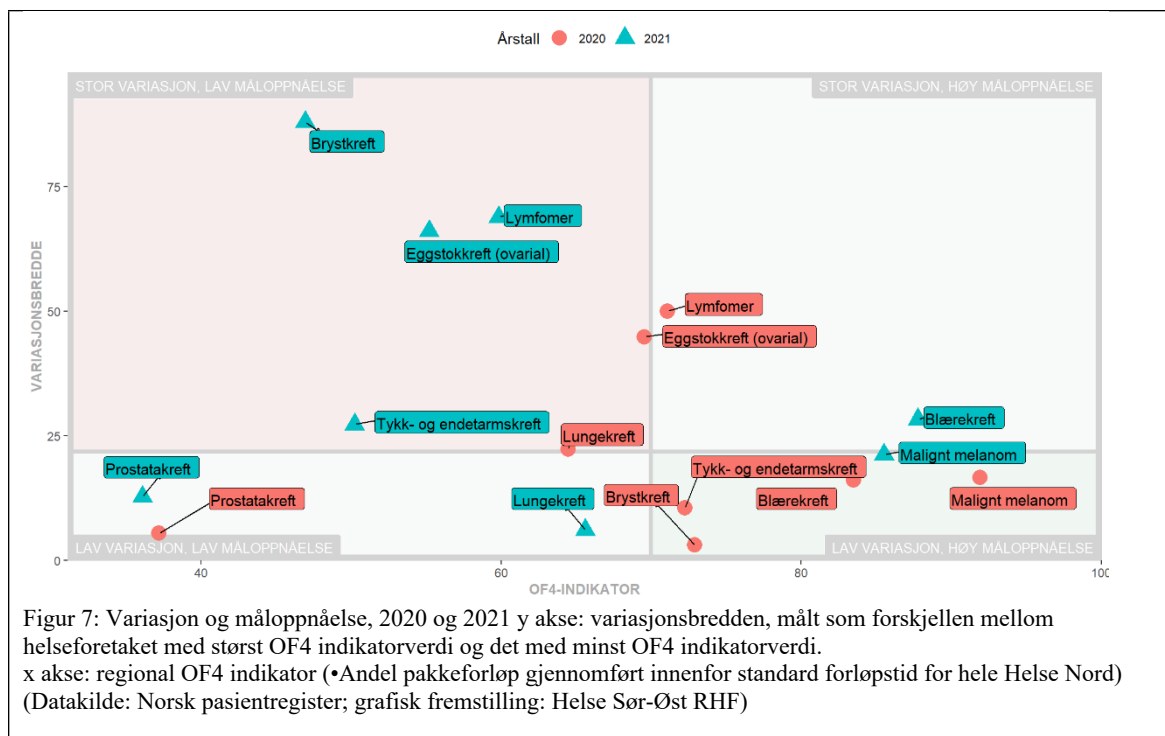 Årstall 2020 2021
STOR VARIASJON, LAV MÅLOPPNÅELSE
STOR VARIASJON, HØY MÅLOPPNÅELSE
Brystkreft
75
Lymfomer
Eggstokkreft (ovarial)
VARIASJONSBREDDE
50
Lymfomer
Eggstokkreft (ovarial)
Tykk- og endetarmskreft
Blærekreft
25
Lungekreft
Malignt melanom
Prostatakreft
Tykk- og endetarmskreft
Prostatakreft
Lungekreft
Brystkreft
Blærekreft
Malignt melanom
LAV VARIASJON, LAV MÅLOPPNÅELSE
LAV VARIASJON, HØY MÅLOPPNÅELSE
0
40
60
80
100
OF4-INDIKATOR
Figur 7: Variasjon og måloppnåelse, 2020 og 2021 y akse: variasjonsbredden, målt som forskjellen mellom
helseforetaket med størst OF4 indikatorverdi og det med minst OF4 indikatorverdi.
x akse: regional OF4 indikator (•Andel pakkeforløp gjennomført innenfor standard forløpstid for hele Helse Nord)
(Datakilde: Norsk pasientregister; grafisk fremstilling: Helse Sør-Øst RHF)